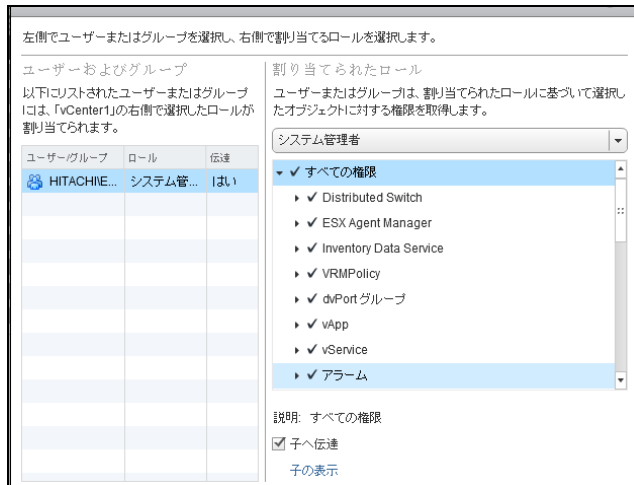 左側でユーザーまたはグループを選択し、右側で割り当てるロールを選択します。
ユーザーおよびグループ
以下にリストされたユーザーまたはグループ
には、「vCenter1」の右側で選択したロールが
割り当てられます。
ユーザー/グループ ロール 伝達
HITACHI\E... システム管... はい
割り当てられたロール
ユーザーまたはグループは、割り当てられたロールに基づいて選択し
たオブジェクトに対する権限を取得します。
システム管理者
すべての権限
Distributed Switch
ESX Agent Manager
Inventory Data Service
VRMPolicy
dvPort グループ
vApp
vService
アラーム
説明: すべての権限
子へ伝達
子の表示